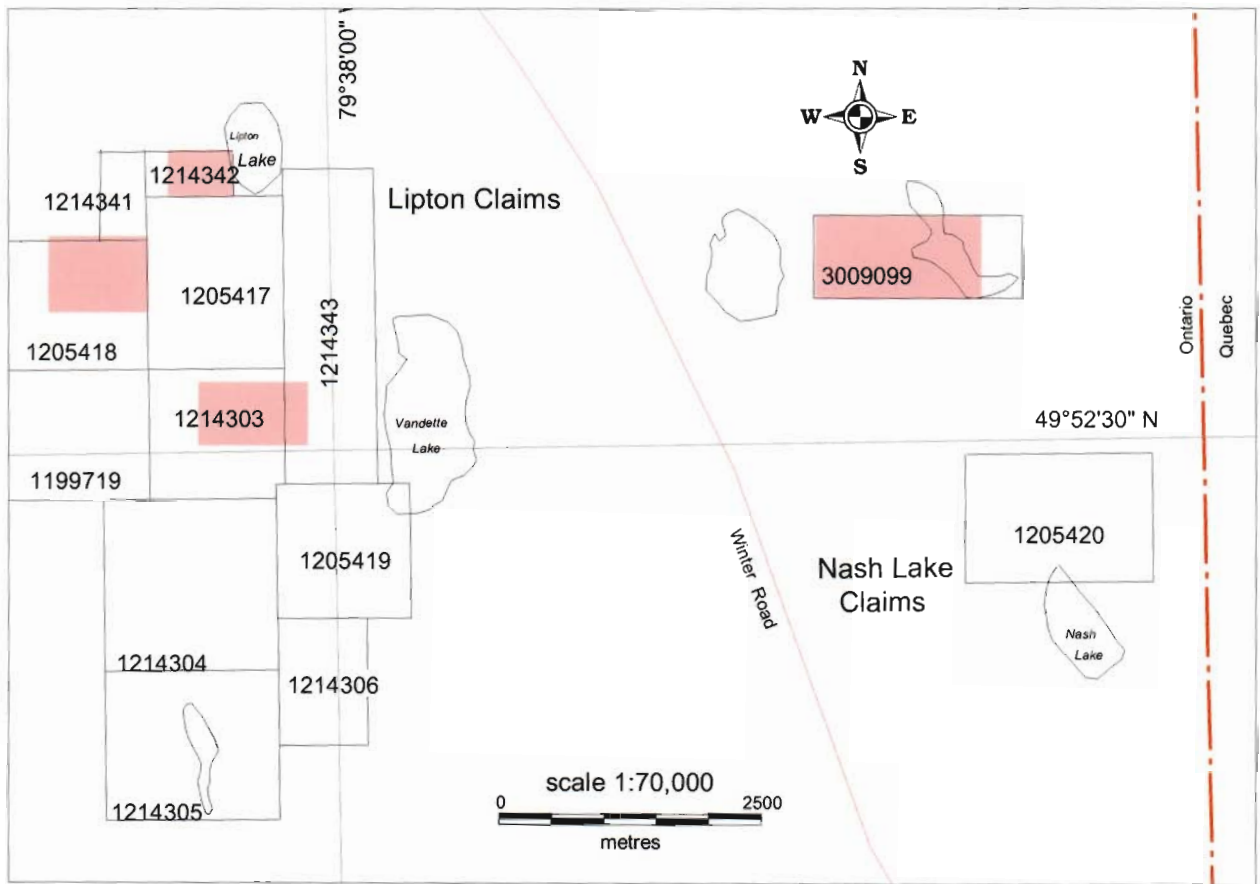 79°38'00"
N
W
E
S
Lipton
Lake
1214342
1214341
Lipton Claims
3009099
1205417
1214343
Ontario
Quebec
1205418
1214303
Vandette
Lake
49°52'30" N
1199719
1205419
1205420
Winter Road
Nash Lake
Claims
Nash
Lake
1214304
1214306
1214305
scale 1:70,000
0
2500
metres